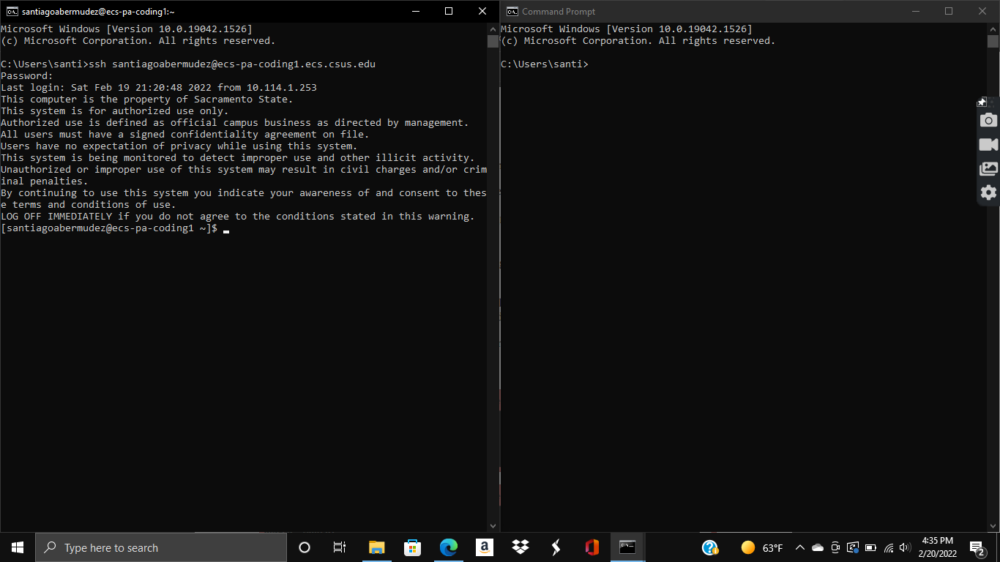 santiagoabermudez@ecs-pa-coding1:~
Microsoft Windows [Version 10.0.19042.1526]
(c) Microsoft Corporation. All rights reserved.
C:\Users\santi>ssh santiagoabermudez@ecs-pa-coding1.ecs.csus.edu
Password:
Last login: Sat Feb 19 21:20:48 2022 from 10.114.1.253
This computer is the property of Sacramento State.
This system is for authorized use only.
Authorized use is defined as official campus business as directed by management.
All users must have a signed confidentiality agreement on file.
Users have no expectation of privacy while using this system.
This system is being monitored to detect improper use and other illicit activity.
Unauthorized or improper use of this system may result in civil charges and/or crim
inal penalties.
By continuing to use this system you indicate your awareness of and consent to thes
e terms and conditions of use.
LOG OFF IMMEDIATELY if you do not agree to the conditions stated in this warning.
[santiagoabermudez@ecs-pa-coding1 ~]$
Command Prompt
Microsoft Windows [Version 10.0.19042.1526]
(c) Microsoft Corporation. All rights reserved.
C:\Users\santi>
Type here to search
63°F
4:35 PM
2/20/2022
2